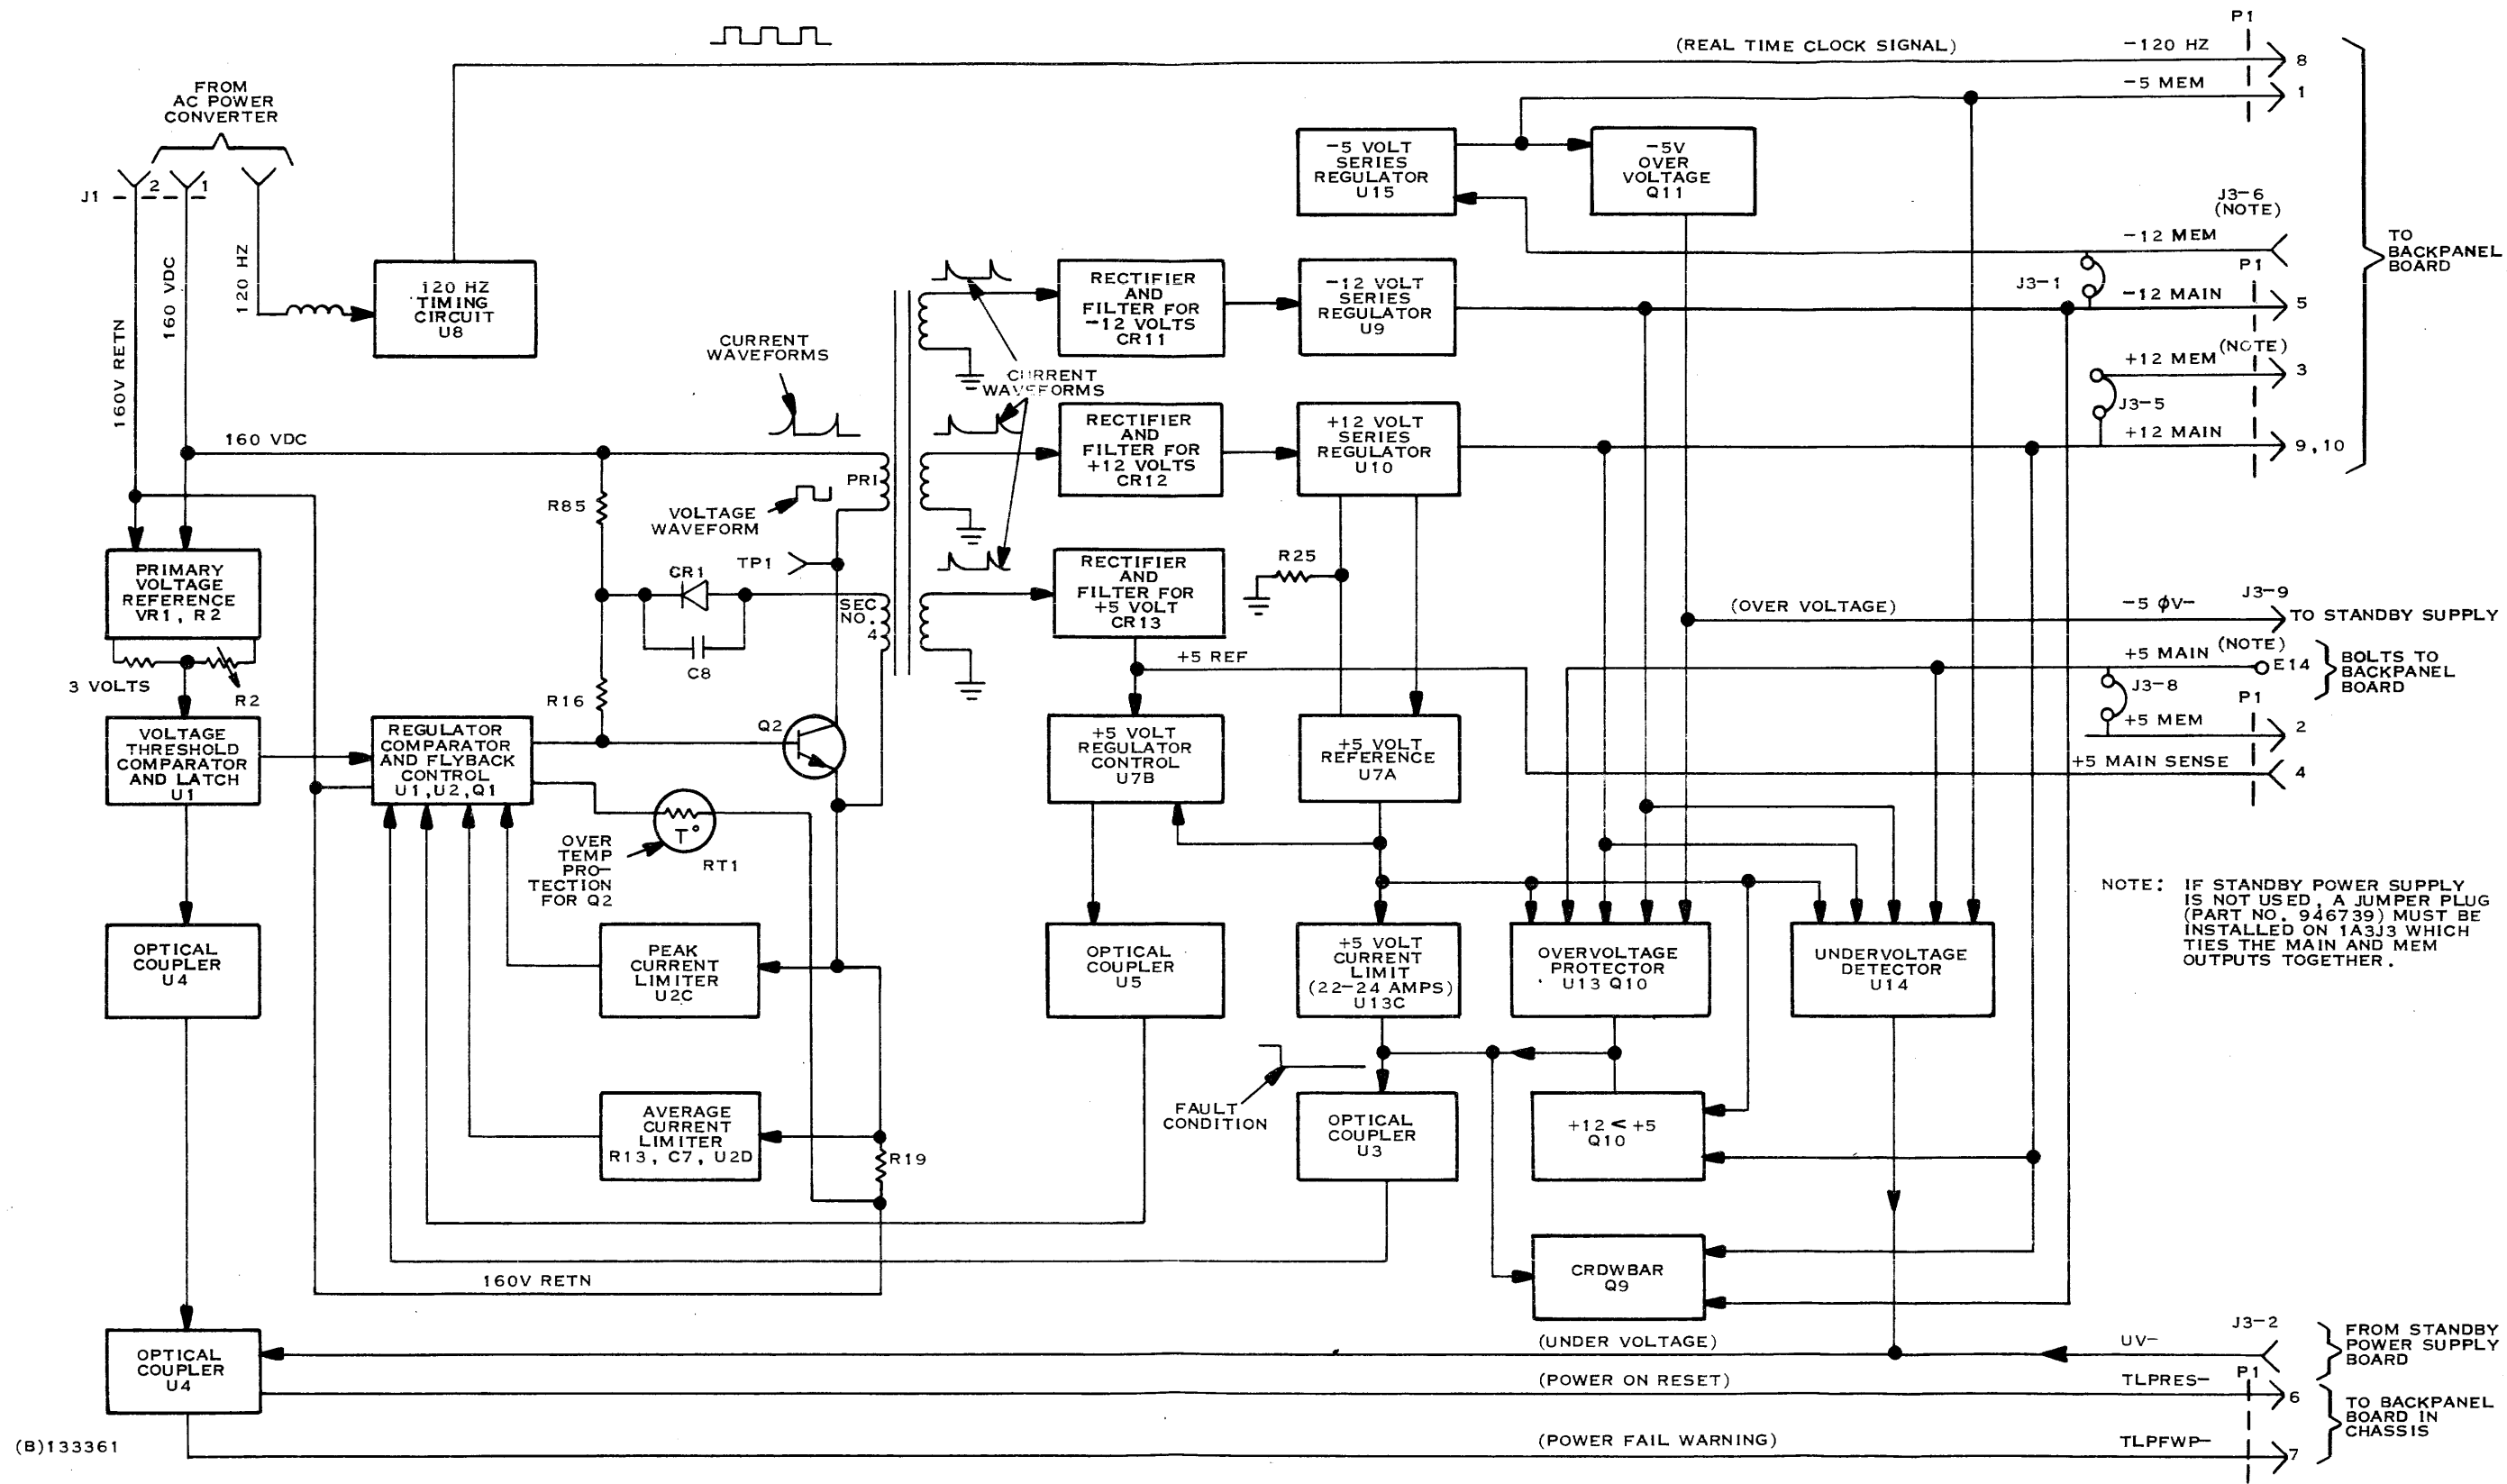 P1
(REAL TIME CLOCK SIGNAL)
−120 HZ
8
−5 MEM
1
FROM
AC POWER
CONVERTER
J1
2
1
160V RETN
160 VDC
120 HZ
120 HZ
TIMING
CIRCUIT
U8
−5 VOLT
SERIES
REGULATOR
U15
−5V
OVER
VOLTAGE
Q11
J3−6
(NOTE)
−12 MEM
TO
BACKPANEL
BOARD
P1
J3−1
−12 MAIN
5
RECTIFIER
AND
FILTER FOR
−12 VOLTS
CR11
−12 VOLT
SERIES
REGULATOR
U9
CURRENT
WAVEFORMS
CURRENT
WAVEFORMS
(NOTE)
+12 MEM
3
J3−5
+12 MAIN
9,10
RECTIFIER
AND
FILTER FOR
+12 VOLTS
CR12
+12 VOLT
SERIES
REGULATOR
U10
160 VDC
PRI
R85
VOLTAGE
WAVEFORM
TP1
CR1
C8
SEC
NO.
4
R16
Q2
RECTIFIER
AND
FILTER FOR
+5 VOLT
CR13
R25
+5 REF
(OVER VOLTAGE)
−5 ϕV−
J3−9
TO STANDBY SUPPLY
+5 MAIN
(NOTE)
E14
BOLTS TO
BACKPANEL
BOARD
J3−8
P1
+5 MEM
2
+5 MAIN SENSE
4
PRIMARY
VOLTAGE
REFERENCE
VR1, R2
3 VOLTS
R2
VOLTAGE
THRESHOLD
COMPARATOR
AND LATCH
U1
REGULATOR
COMPARATOR
AND FLYBACK
CONTROL
U1,U2,Q1
+5 VOLT
REGULATOR
CONTROL
U7B
+5 VOLT
REFERENCE
U7A
OVER
TEMP
PRO−
TECTION
FOR Q2
T°
RT1
NOTE: IF STANDBY POWER SUPPLY
IS NOT USED, A JUMPER PLUG
(PART NO. 946739) MUST BE
INSTALLED ON 1A3J3 WHICH
TIES THE MAIN AND MEM
OUTPUTS TOGETHER.
OPTICAL
COUPLER
U4
PEAK
CURRENT
LIMITER
U2C
OPTICAL
COUPLER
U5
+5 VOLT
CURRENT
LIMIT
(22−24 AMPS)
U13C
OVERVOLTAGE
PROTECTOR
U13 Q10
UNDERVOLTAGE
DETECTOR
U14
AVERAGE
CURRENT
LIMITER
R13, C7, U2D
R19
FAULT
CONDITION
OPTICAL
COUPLER
U3
+12 < +5
Q10
CRDWBAR
Q9
160V RETN
OPTICAL
COUPLER
U4
(UNDER VOLTAGE)
UV−
J3−2
FROM STANDBY
POWER SUPPLY
BOARD
(POWER ON RESET)
TLPRES−
P1
6
TO BACKPANEL
BOARD IN
CHASSIS
(POWER FAIL WARNING)
TLPFWP−
7
(B)133361